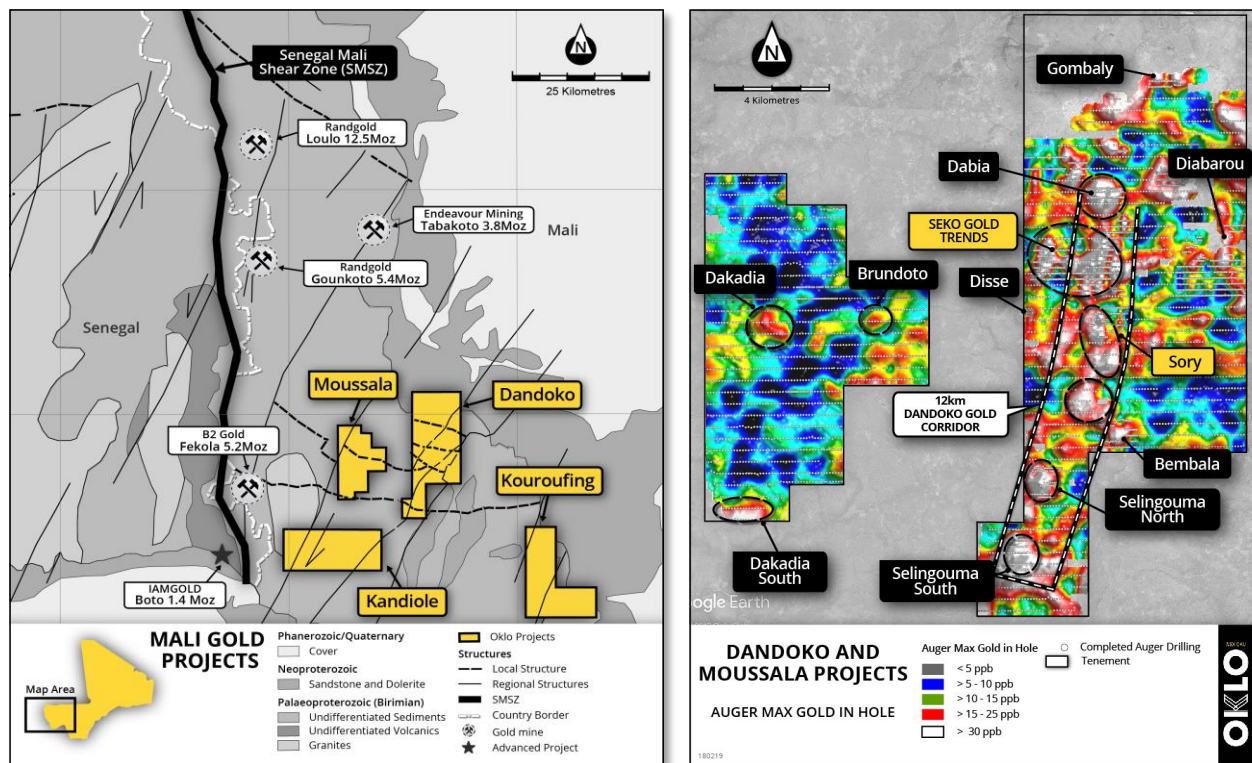 Senegal Mali
Shear Zone (SMSZ)
N
25 Kilometres
Randgold
Loulo 12.5Moz
Endeavour Mining
Tabakoto 3.8Moz
Mali
Randgold
Gounkoto 5.4Moz
Senegal
Moussala
Dandoko
B2 Gold
Fekola 5.2Moz
Kouroufing
IAMGOLD
Boto 1.4 Moz
Kandiole
MALI GOLD
PROJECTS
Map Area
Phanerozoic/Quaternary
Cover
Neoproterozoic
Sandstone and Dolerite
Palaeoproterozoic (Birimian)
Undifferentiated Sediments
Undifferentiated Volcanics
Granites
Oklo Projects
Structures
Local Structure
Regional Structures
SMSZ
Country Border
Gold mine
Advanced Project
N
4 Kilometres
Gombaly
Dabia
Diabarou
SEKO GOLD
TRENDS
Dakadia
Brundoto
Disse
Sory
12km
DANDOKO GOLD
CORRIDOR
Bembala
Selingouma
North
Dakadia
South
Selingouma
South
ogle Earth
DANDOKO AND
MOUSSALA PROJECTS
AUGER MAX GOLD IN HOLE
Auger Max Gold in Hole
< 5 ppb
> 5 - 10 ppb
> 10 - 15 ppb
> 15 - 25 ppb
> 30 ppb
Completed Auger Drilling
Tenement
180219
OKLO